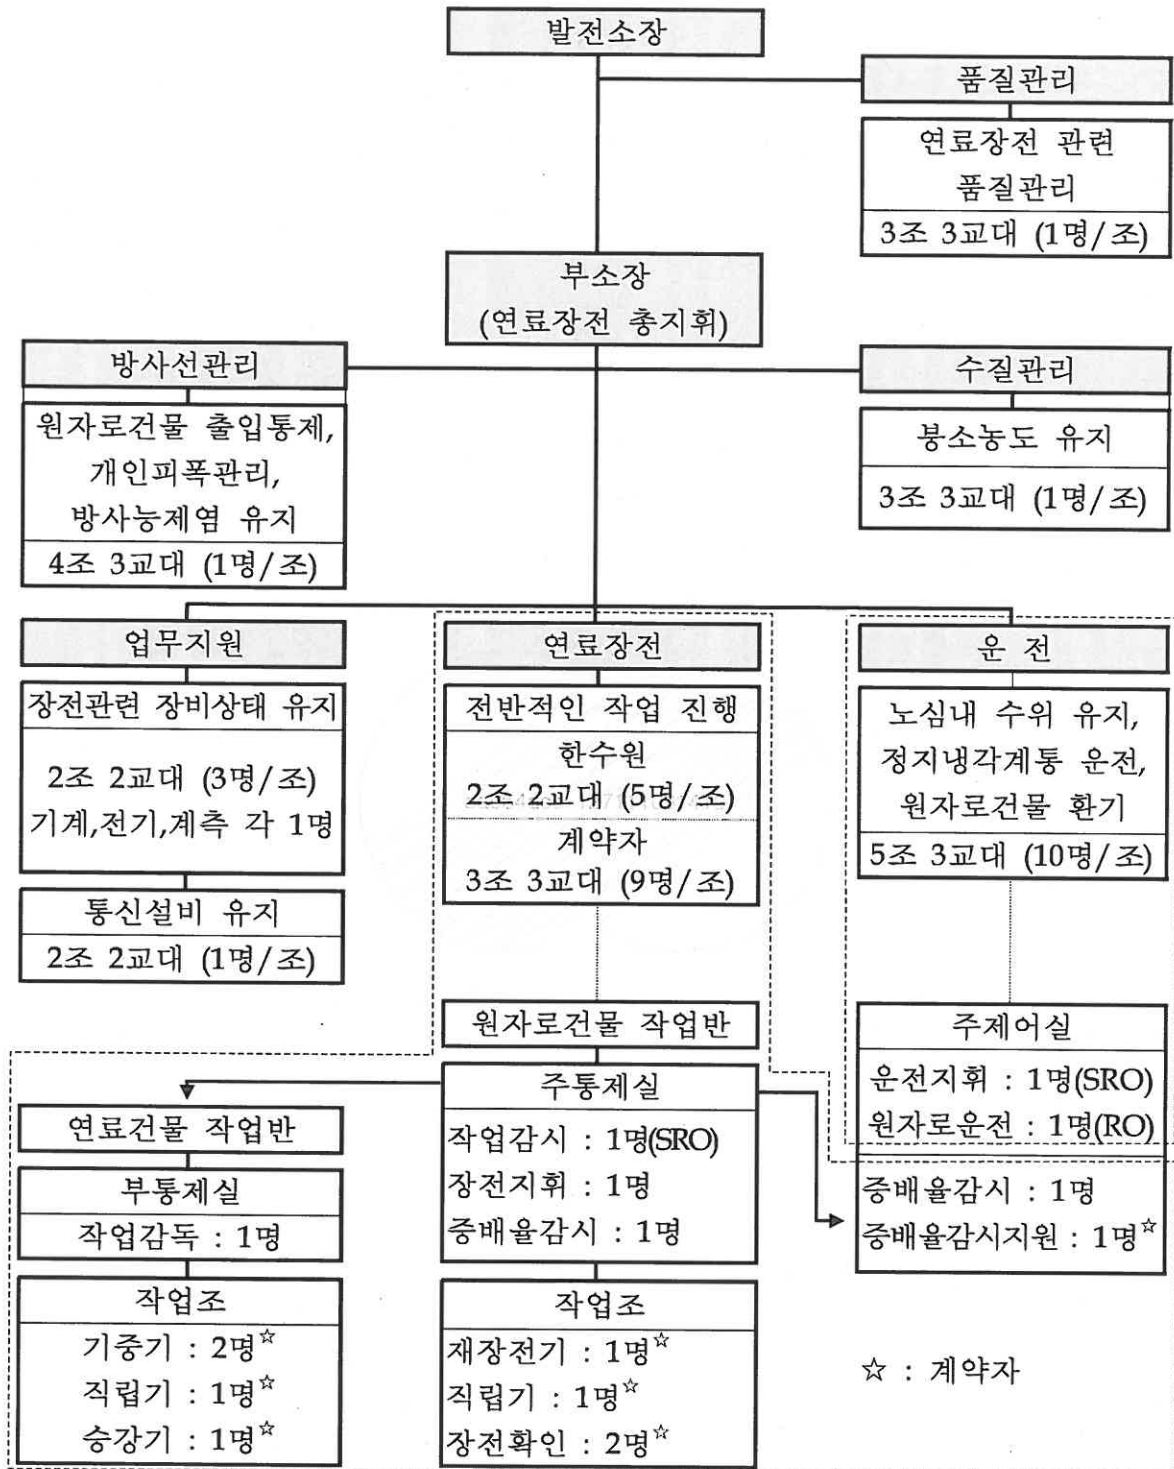 발전소장
품질관리
연료장전 관련
품질관리
3조 3교대 (1명/조)
부소장
(연료장전 총지휘)
방사선관리
원자로건물 출입통제,
개인피폭관리,
방사능제염 유지
4조 3교대 (1명/조)
수질관리
붕소농도 유지
3조 3교대 (1명/조)
업무지원
장전관련 장비상태 유지
2조 2교대 (3명/조)
기계,전기,계측 각 1명
통신설비 유지
2조 2교대 (1명/조)
연료장전
전반적인 작업 진행
한수원
2조 2교대 (5명/조)
계약자
3조 3교대 (9명/조)
운 전
노심내 수위 유지,
정지냉각계통 운전,
원자로건물 환기
5조 3교대 (10명/조)
원자로건물 작업반
주통제실
작업감시 : 1명(SRO)
장전지휘 : 1명
중배율감시 : 1명
주제어실
운전지휘 : 1명(SRO)
원자로운전 : 1명(RO)
중배율감시 : 1명
중배율감시지원 : 1명☆
연료건물 작업반
부통제실
작업감독 : 1명
작업조
기중기 : 2명☆
직립기 : 1명☆
승강기 : 1명☆
작업조
재장전기 : 1명☆
직립기 : 1명☆
장전확인 : 2명☆
☆ : 계약자